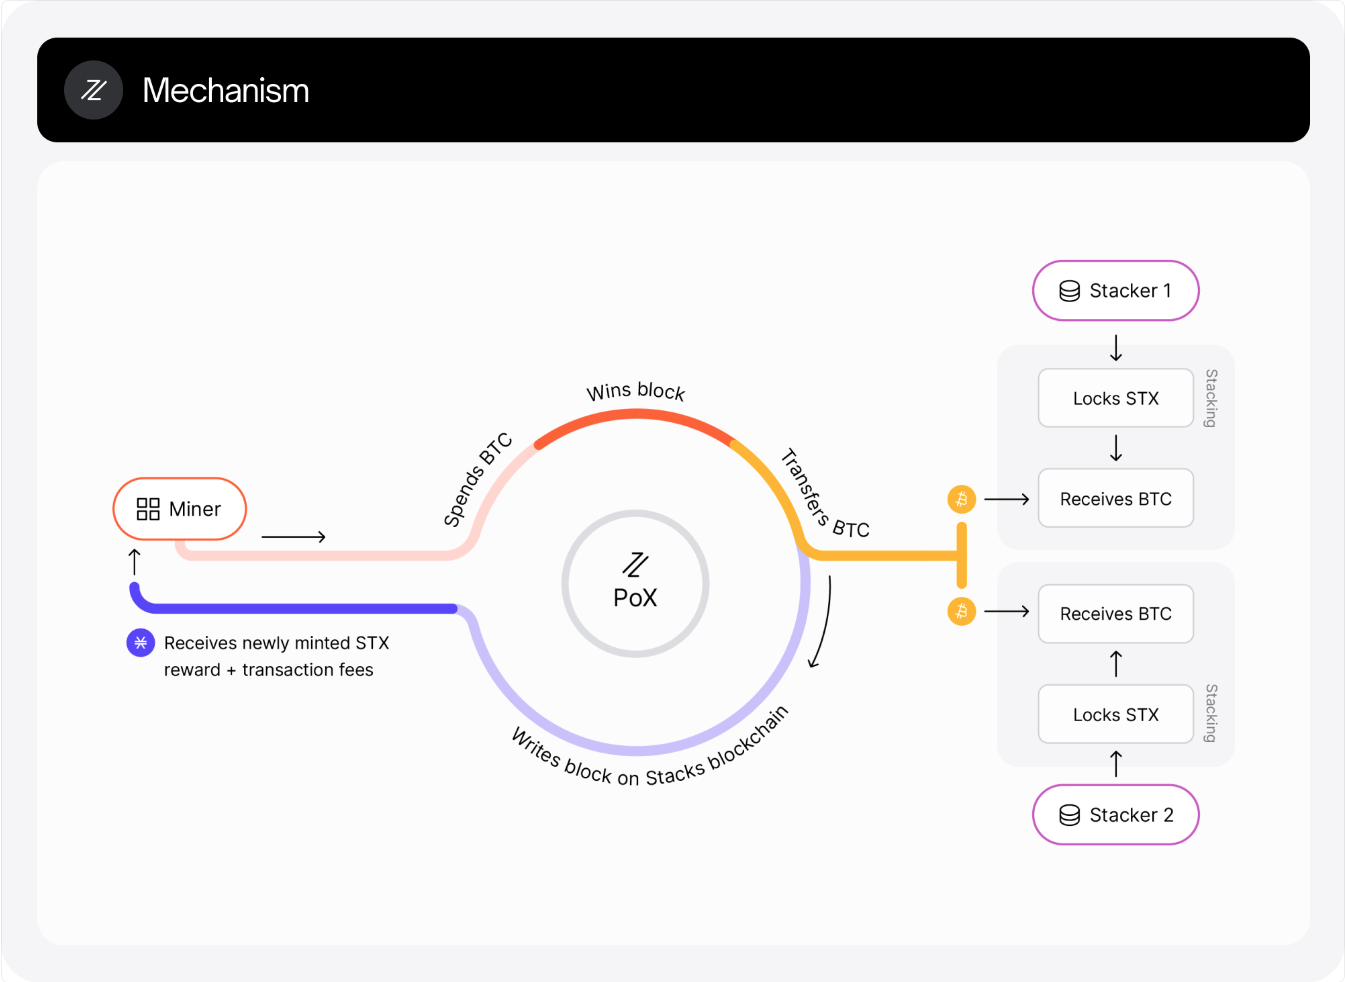 Mechanism
Stacker 1
Locks STX
Stacking
Receives BTC
Wins block
Spends BTC
Transfers BTC
Miner
PoX
Receives newly minted STX
reward + transaction fees
Writes block on Stacks blockchain
Receives BTC
Locks STX
Stacking
Stacker 2